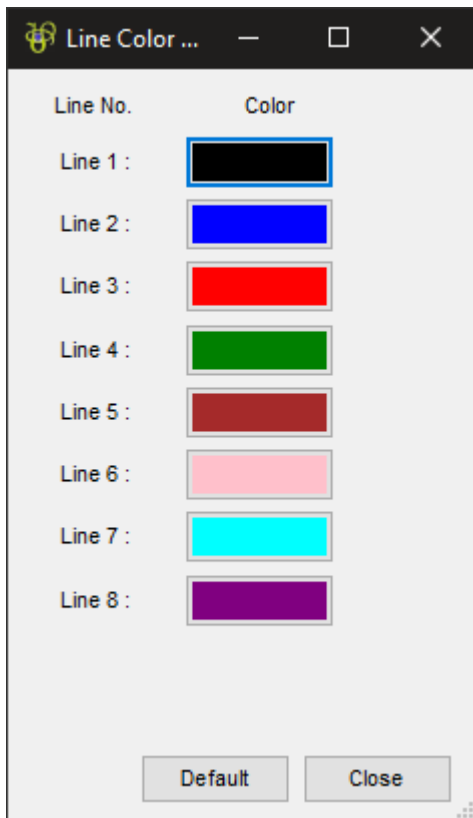 Line Color ...
Line No. Color
Line 1 :
Line 2 :
Line 3 :
Line 4 :
Line 5 :
Line 6 :
Line 7 :
Line 8 :
Default Close